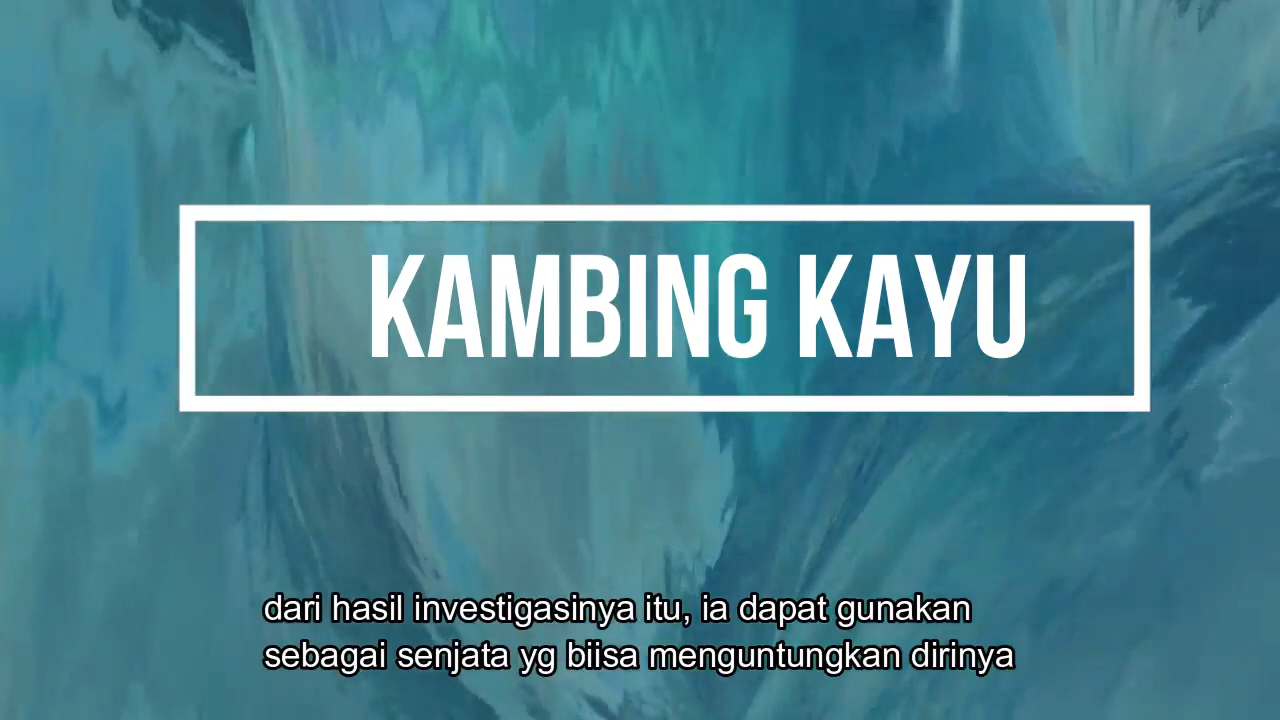 KAMBING KAYU
dari hasil investigasinya itu, ia dapat gunakan
sebagai senjata yg biisa menguntungkan dirinya